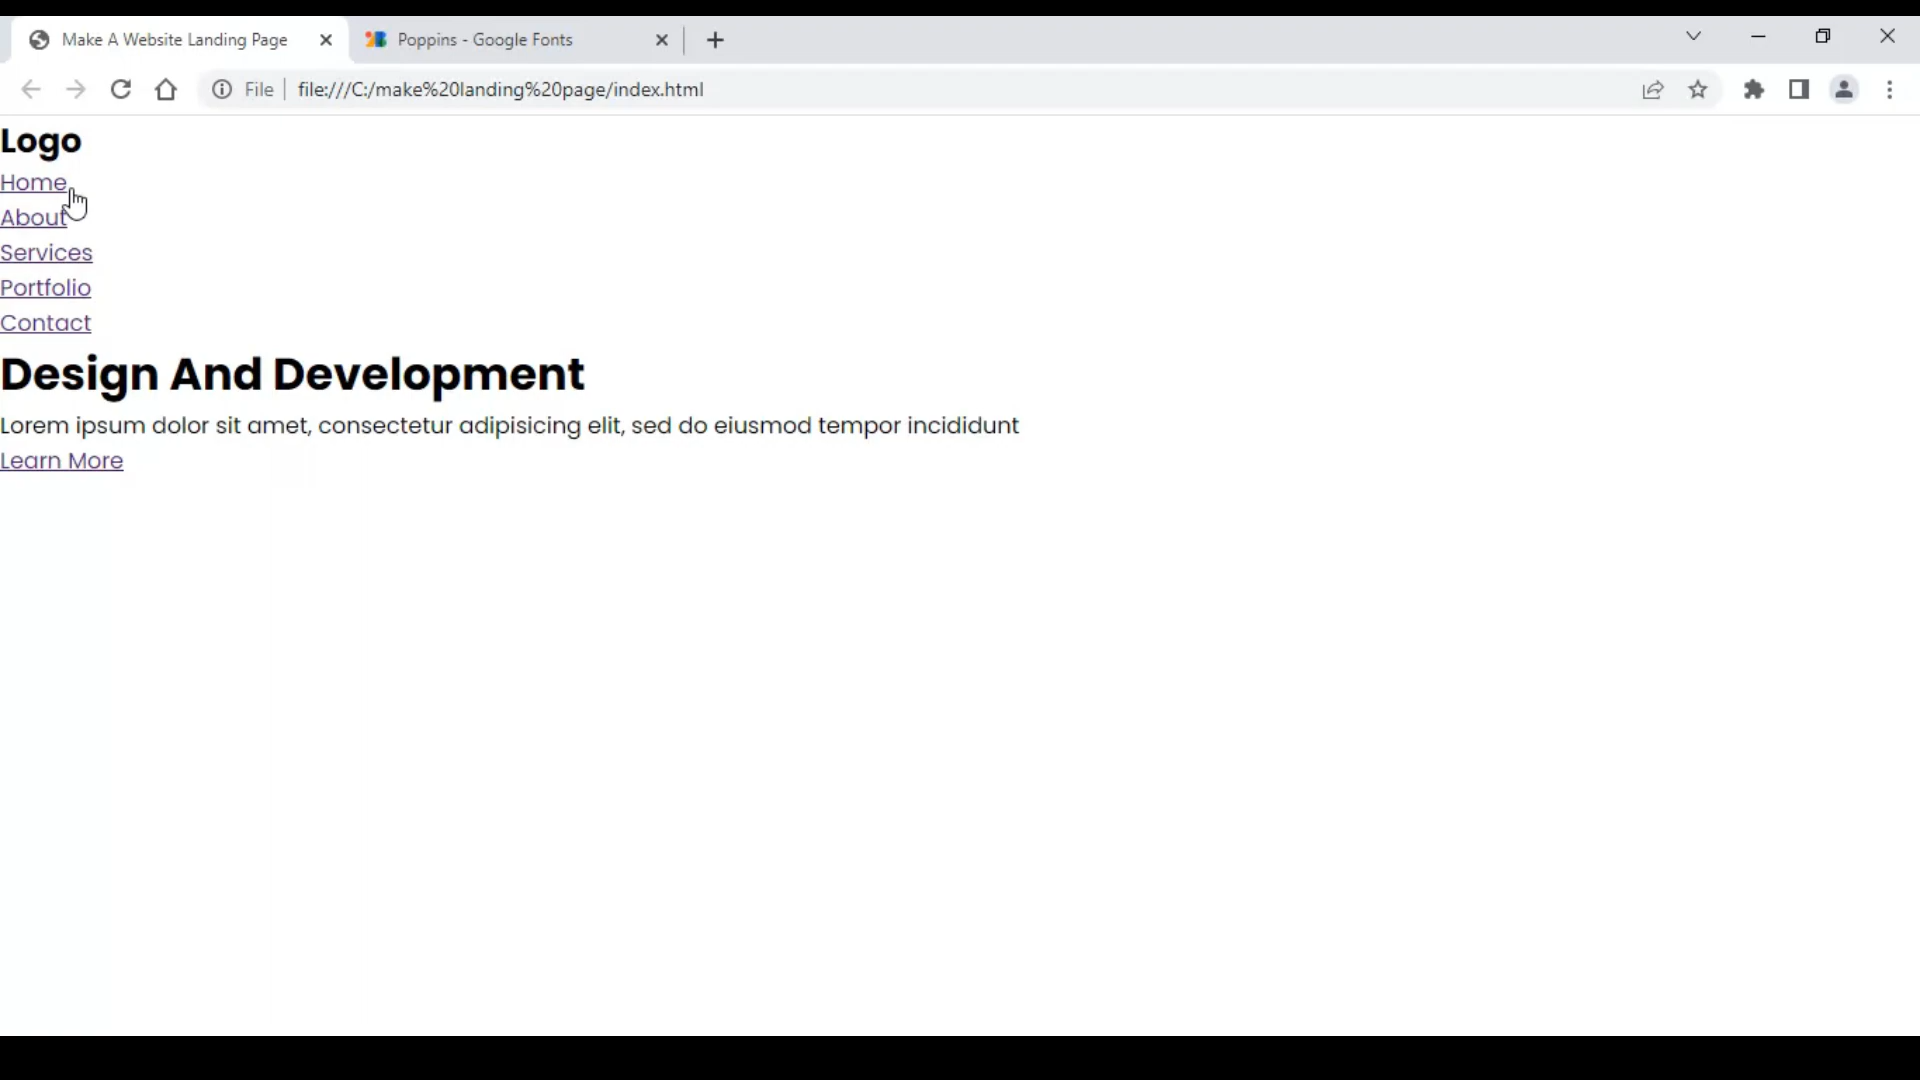 Make A Website Landing Page
Poppins - Google Fonts
File
file:///C:/make%20landing%20page/index.html
Logo
Home
About
Services
Portfolio
Contact
Design And Development
Lorem ipsum dolor sit amet, consectetur adipisicing elit, sed do eiusmod tempor incididunt
Learn More